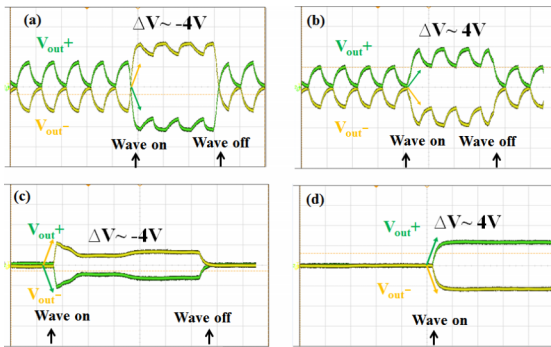 (a)
ΔV~ -4V
Vout+
Vout-
Wave on
Wave off
(b)
ΔV~ 4V
Vout+
Vout-
Wave on
Wave off
(c)
Vout+
ΔV~ -4V
Vout-
Wave on
Wave off
(d)
Vout+
ΔV~ 4V
Vout-
Wave on